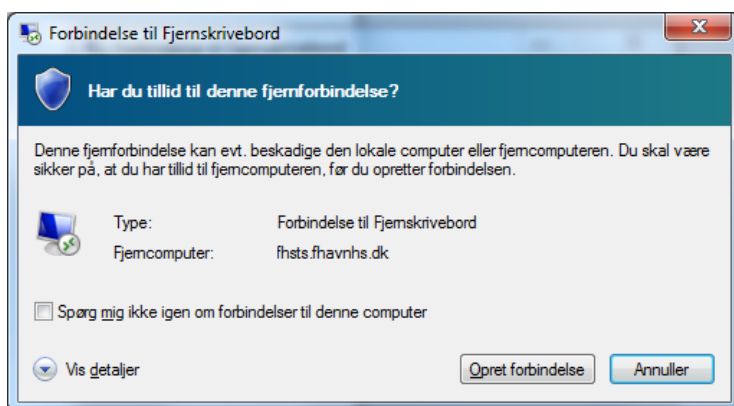 Forbindelse til Fjernskrivebord
Har du tillid til denne fjernforbindelse?
Denne fjernforbindelse kan evt. beskadige den lokale computer eller fjerncomputeren. Du skal være
sikker på, at du har tillid til fjerncomputeren, før du opretter forbindelsen.
Type: Forbindelse til Fjernskrivebord
Fjerncomputer: fhsts.fhavnhs.dk
Spørg mig ikke igen om forbindelser til denne computer
Vis detaljer Opret forbindelse Annuller